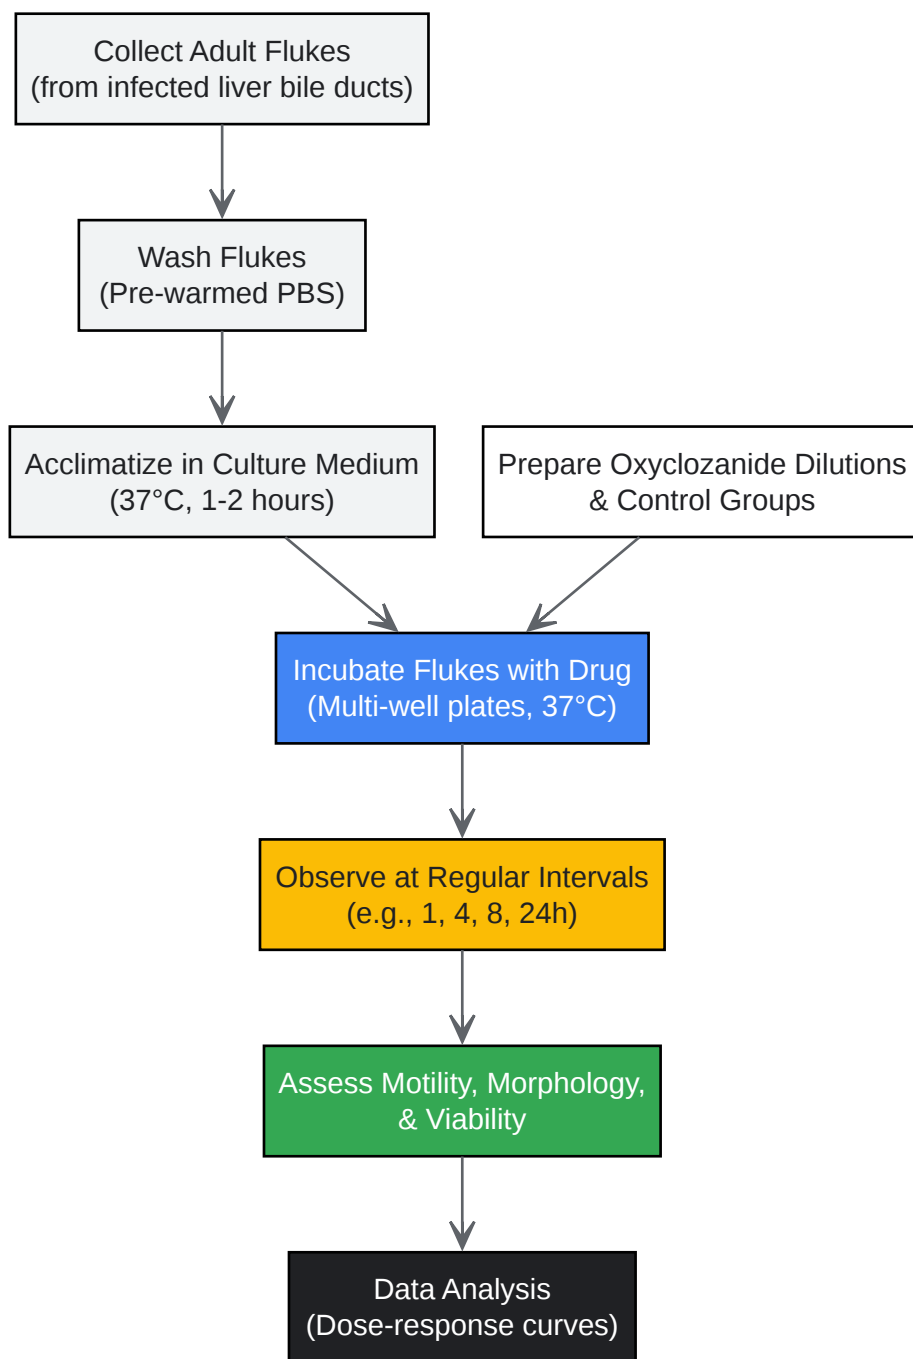 Collect Adult Flukes
(from infected liver bile ducts)
Wash Flukes
(Pre-warmed PBS)
Acclimatize in Culture Medium
(37°C, 1-2 hours)
Prepare Oxyclozanide Dilutions
& Control Groups
Incubate Flukes with Drug
(Multi-well plates, 37°C)
Observe at Regular Intervals
(e.g., 1, 4, 8, 24h)
Assess Motility, Morphology,
& Viability
Data Analysis
(Dose-response curves)